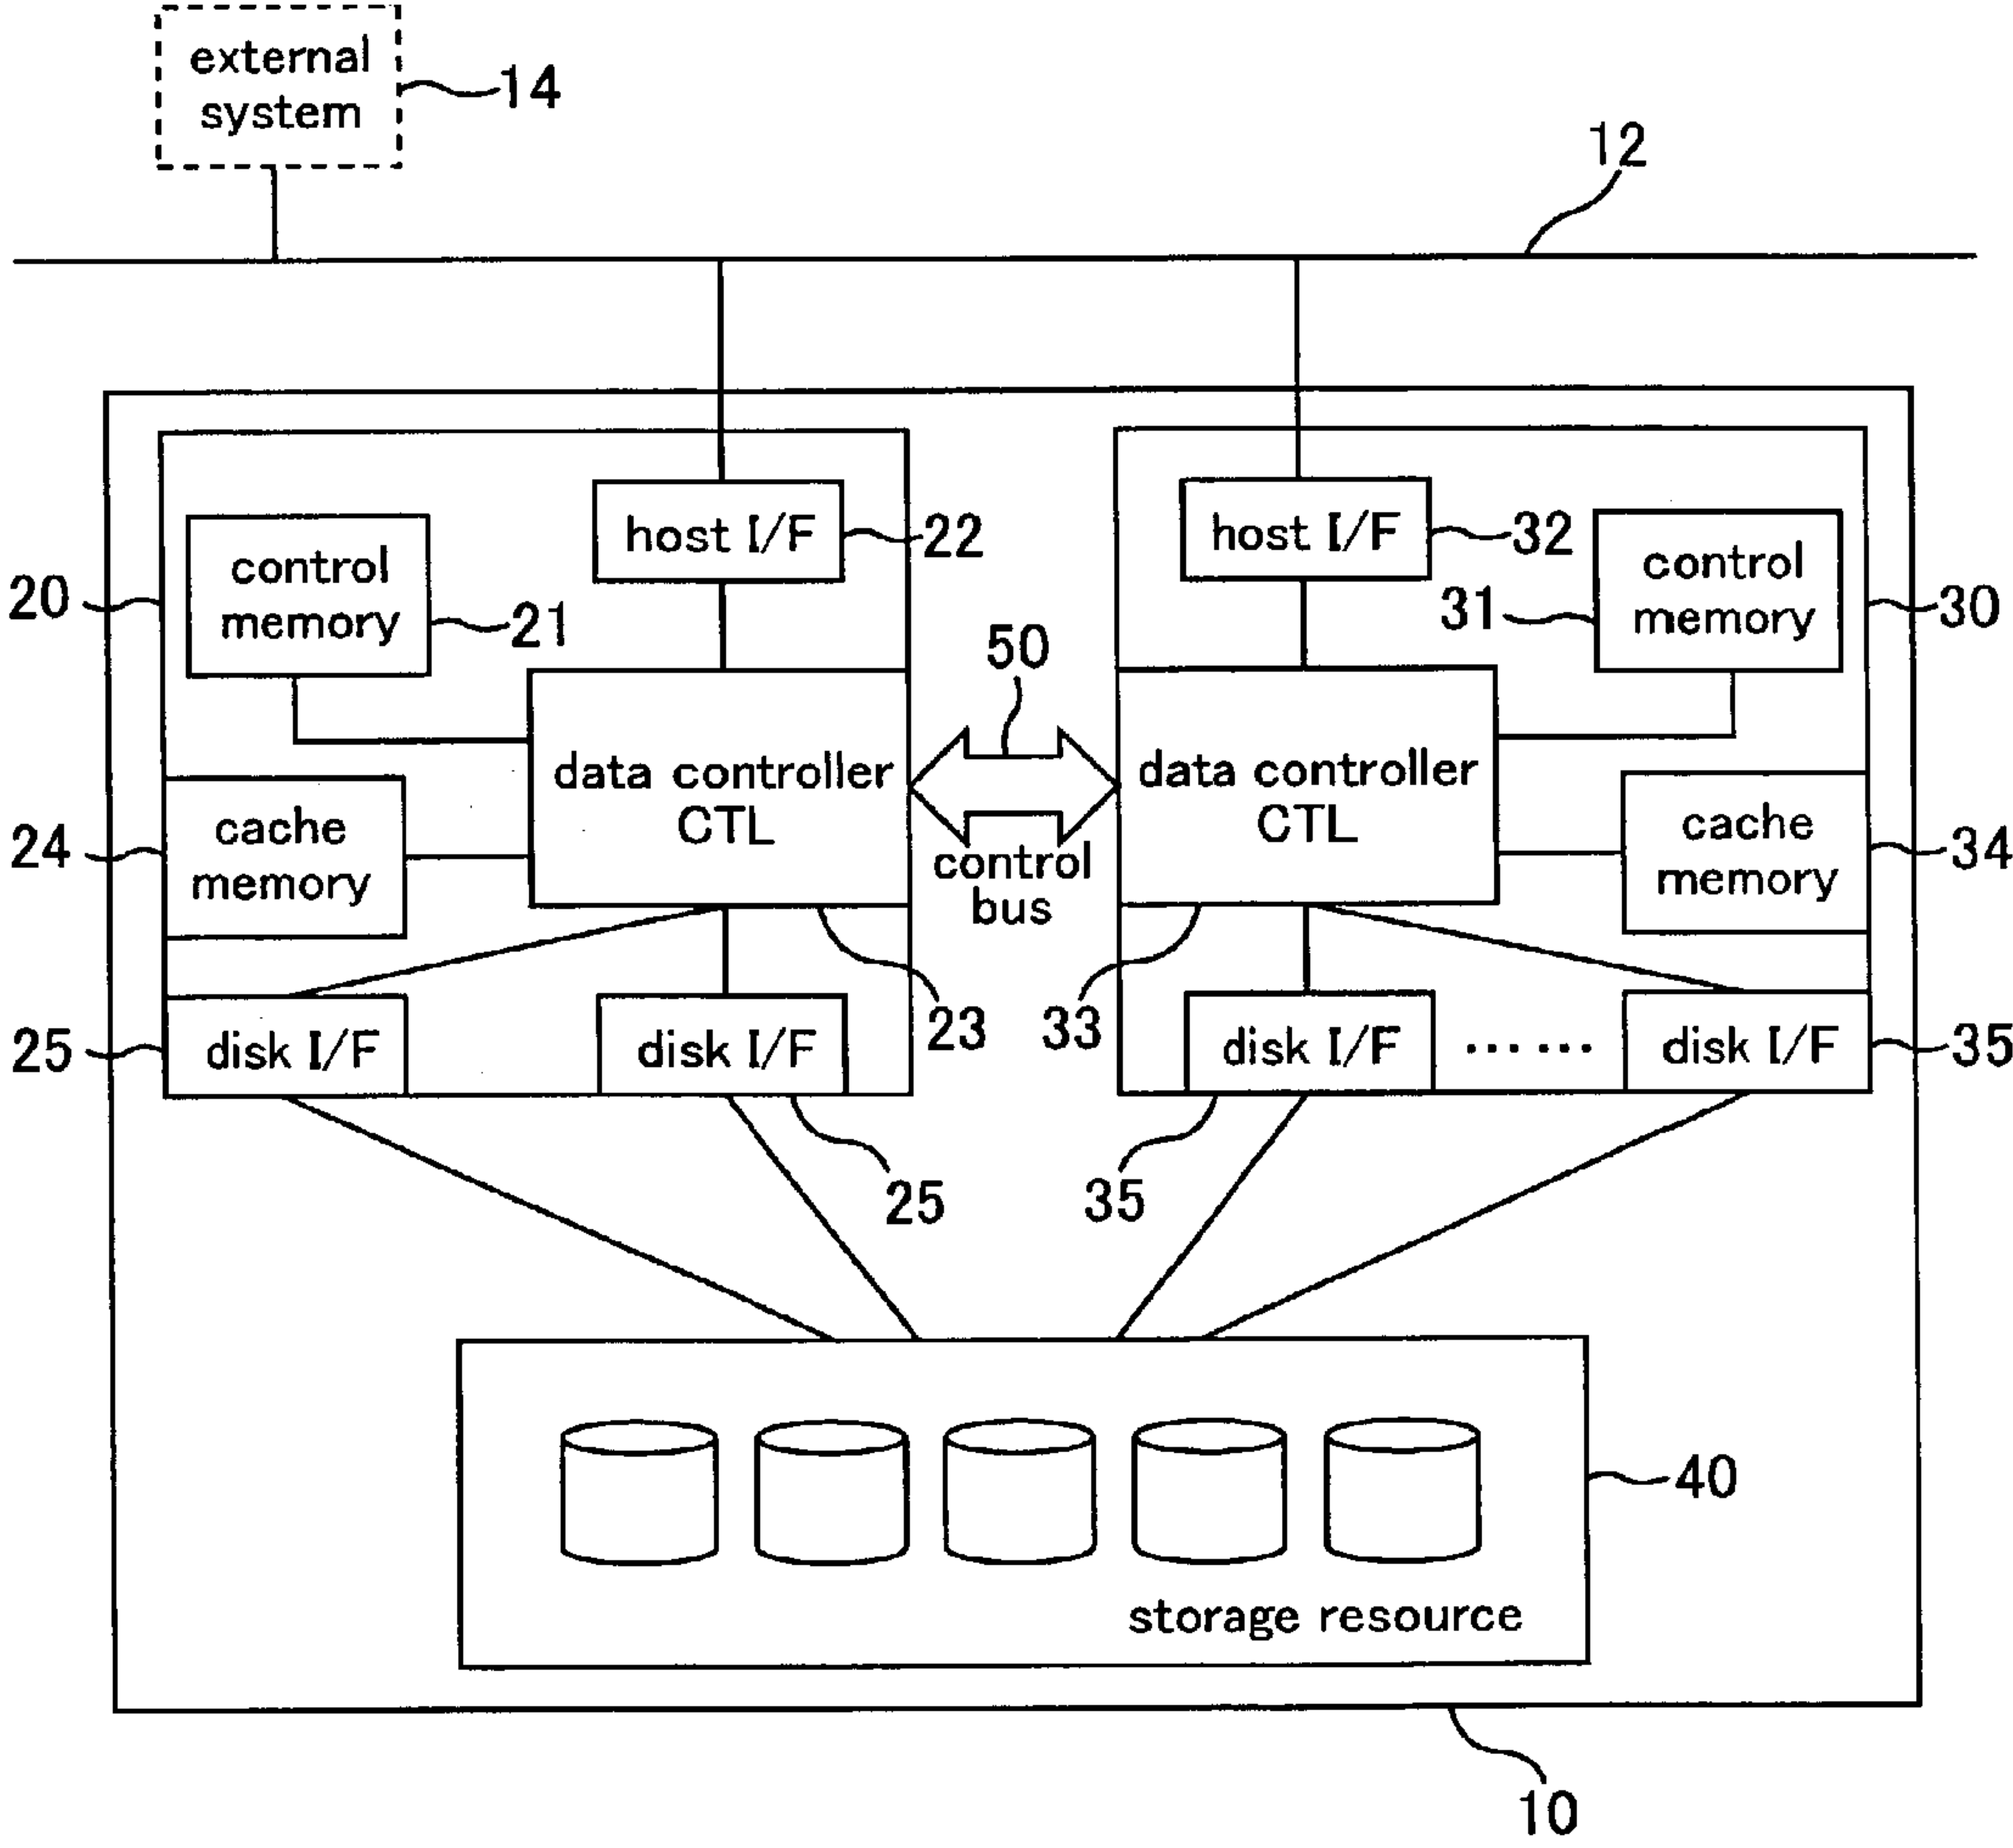 external
system
14
12
host I/F
22
host I/F
32
control
memory
21
20
31
control
memory
30
50
data controller
CTL
data controller
CTL
control
bus
cache
memory
24
cache
memory
34
23
33
25
disk I/F
disk I/F
disk I/F
……
disk I/F
35
25
35
40
storage resource
10